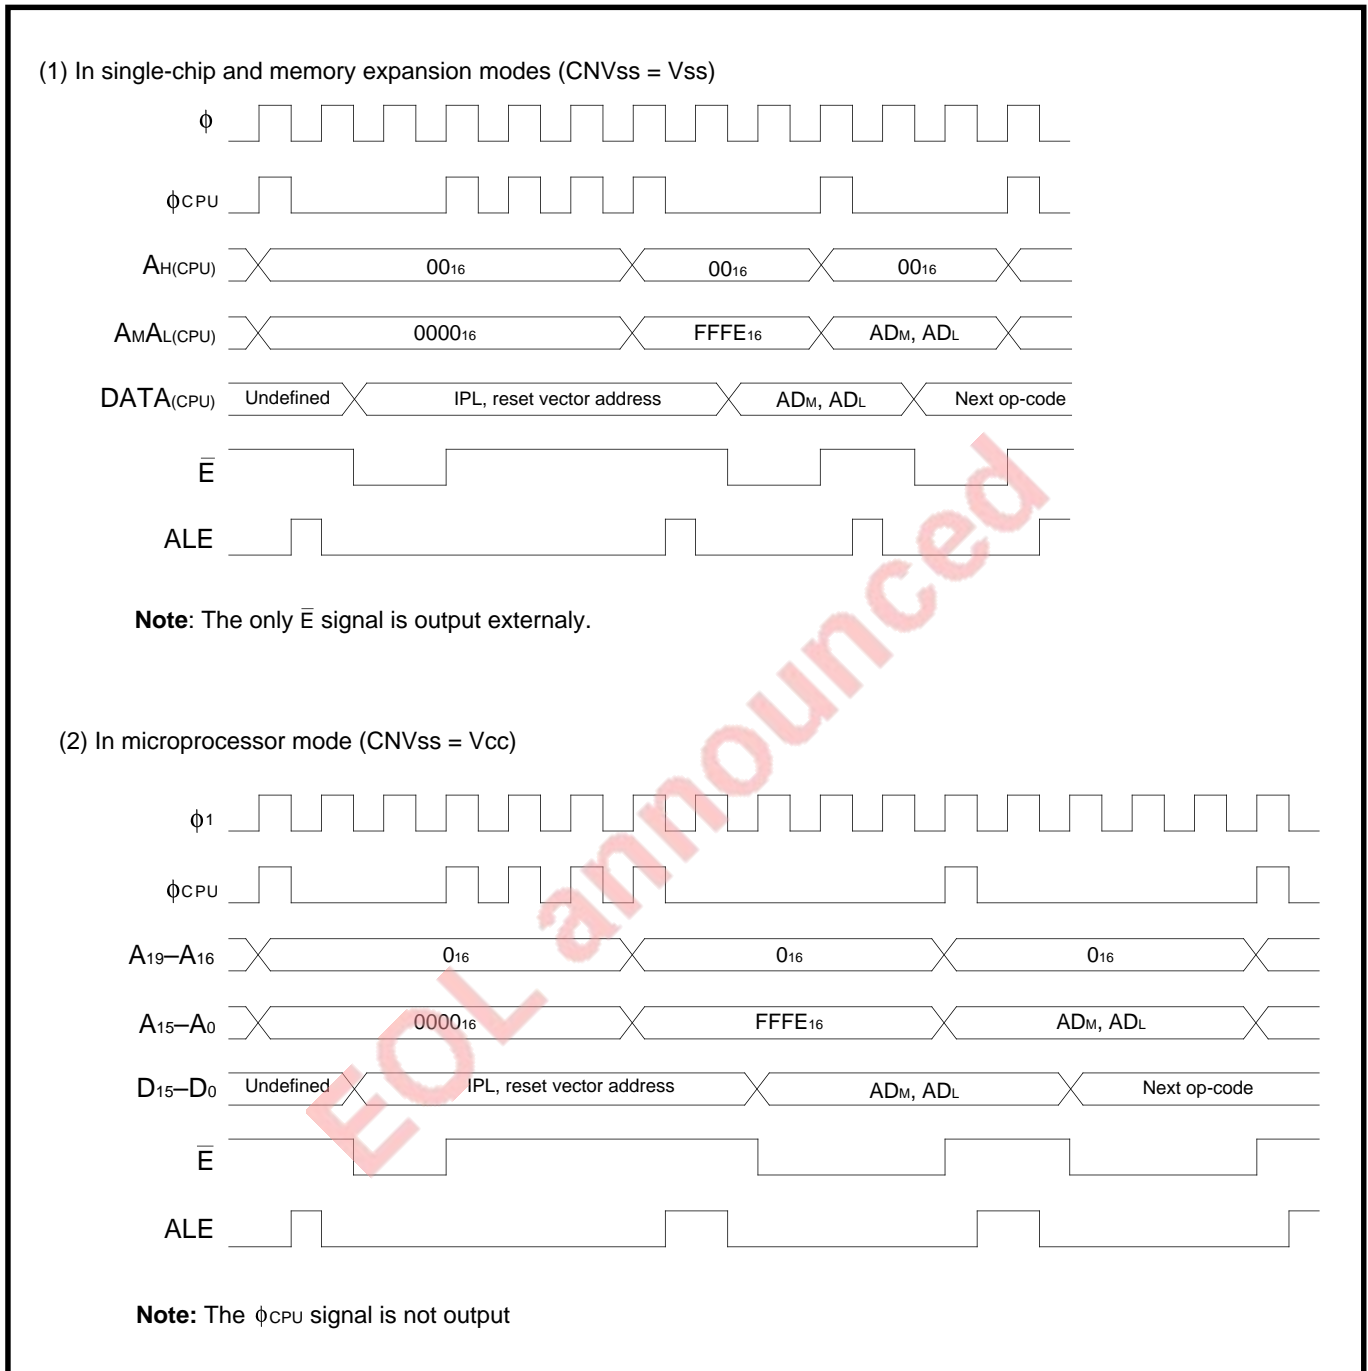 (1) In single-chip and memory expansion modes (CNVss = Vss)
ϕ
ϕCPU
AH(CPU) 0016 0016 0016
AMAL(CPU) 000016 FFFE16 ADM, ADL
DATA(CPU) Undefined IPL, reset vector address ADM, ADL Next op-code
E̅
ALE
Note: The only E̅ signal is output externaly.
(2) In microprocessor mode (CNVss = Vcc)
ϕ1
ϕCPU
A19–A16 016 016 016
A15–A0 000016 FFFE16 ADM, ADL
D15–D0 Undefined IPL, reset vector address ADM, ADL Next op-code
E̅
ALE
Note: The ϕCPU signal is not output
EOL announced